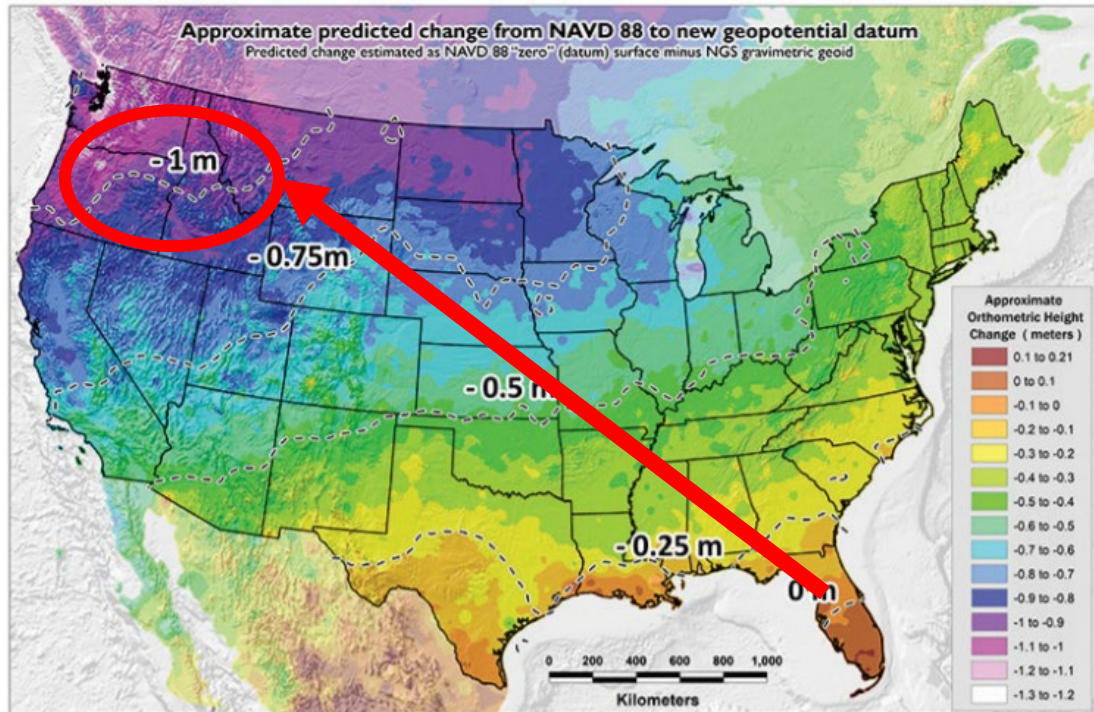 Approximate predicted change from NAVD 88 to new geopotential datum
Predicted change estimated as NAVD 88 "zero" (datum) surface minus NGS gravimetric geoid
- 1 m
- 0.75m
- 0.5 m
- 0.25 m
0 m
Approximate
Orthometric Height
Change ( meters )
0.1 to 0.21
0 to 0.1
-0.1 to 0
-0.2 to -0.1
-0.3 to -0.2
-0.4 to -0.3
-0.5 to -0.4
-0.6 to -0.5
-0.7 to -0.6
-0.8 to -0.7
-0.9 to -0.8
-1 to -0.9
-1.1 to -1
-1.2 to -1.1
-1.3 to -1.2
0 200 400 600 800 1,000
Kilometers